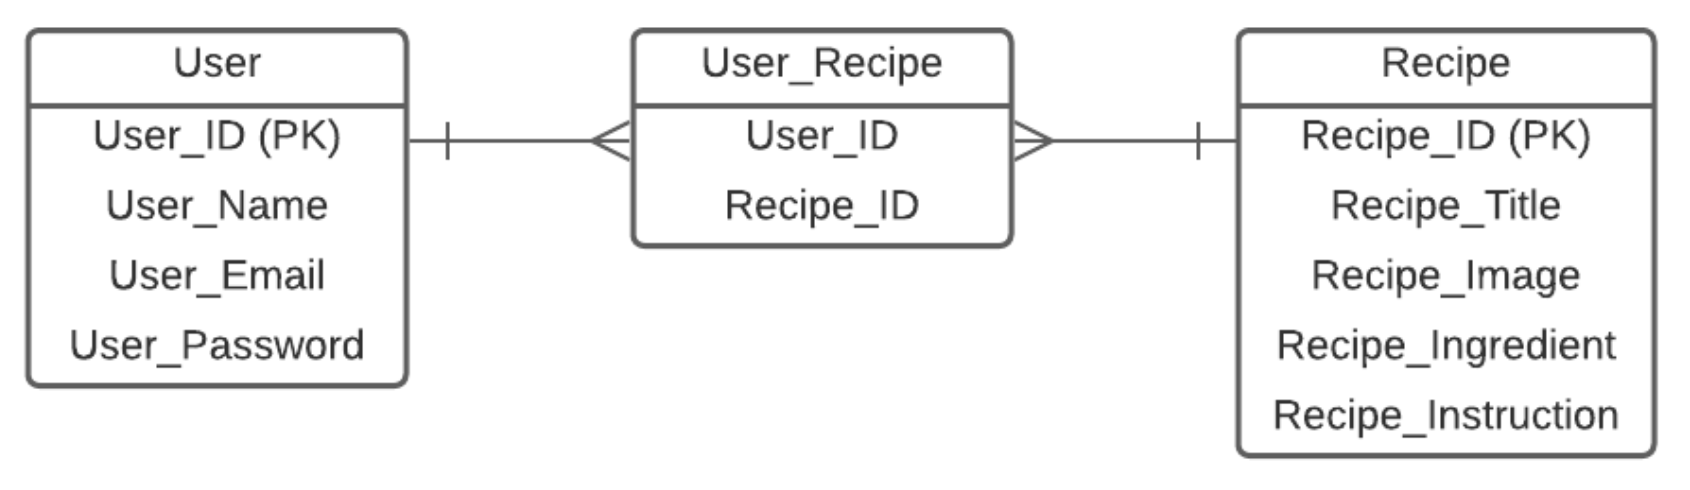 User
User_ID (PK)
User_Name
User_Email
User_Password
User_Recipe
User_ID
Recipe_ID
Recipe
Recipe_ID (PK)
Recipe_Title
Recipe_Image
Recipe_Ingredient
Recipe_Instruction